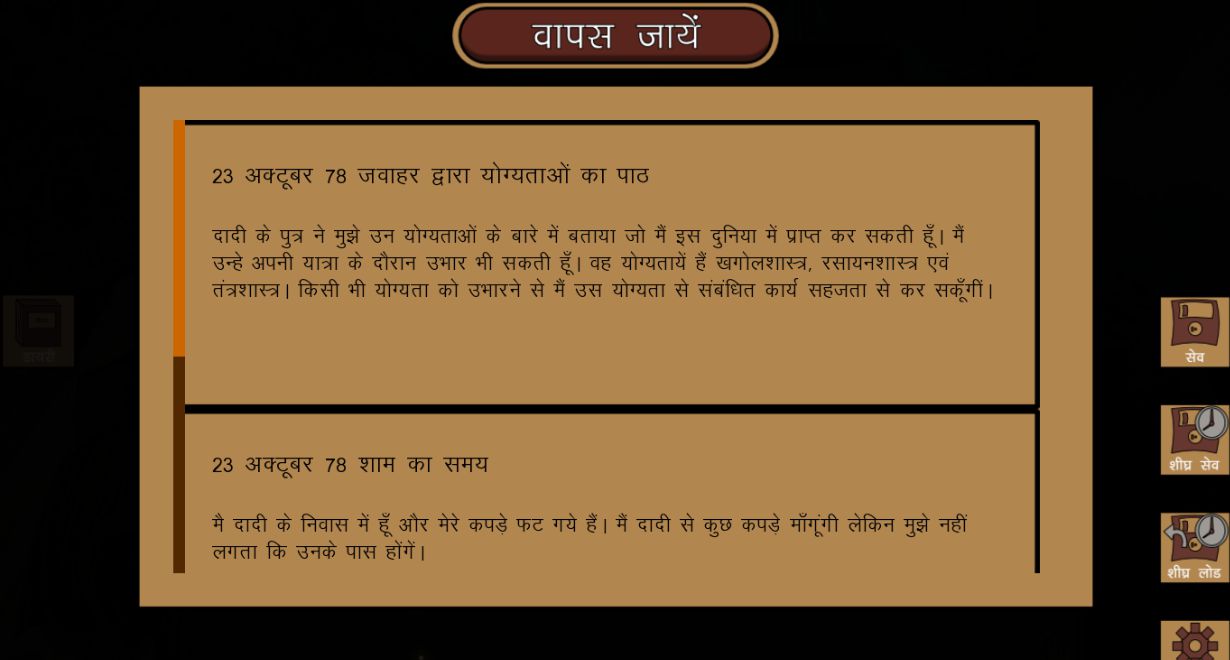 वापस जायें
23 अक्टूबर 78 जवाहर द्वारा योग्यताओं का पाठ
दादी के पुत्र ने मुझे उन योग्यताओं के बारे में बताया जो मैं इस दुनिया में प्राप्त कर सकती हूँ। मैं
उन्हे अपनी यात्रा के दौरान उभार भी सकती हूँ। वह योग्यतायें हैं खगोलशास्त्र, रसायनशास्त्र एवं
तंत्रशास्त्र। किसी भी योग्यता को उभारने से मैं उस योग्यता से संबंधित कार्य सहजता से कर सकूँगीं।
23 अक्टूबर 78 शाम का समय
मै दादी के निवास में हूँ और मेरे कपड़े फट गये हैं। मैं दादी से कुछ कपड़े माँगूंगी लेकिन मुझे नहीं
लगता कि उनके पास होंगें।
डायरी
सेव
शीघ्र सेव
शीघ्र लोड